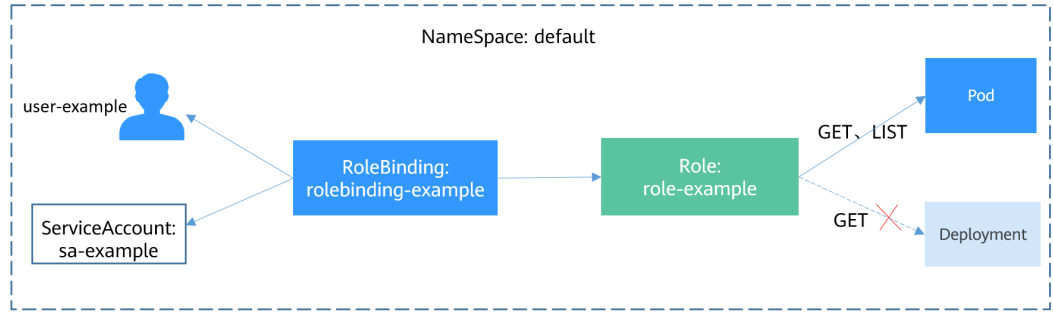 NameSpace: default
user-example
RoleBinding:
rolebinding-example
ServiceAccount:
sa-example
Role:
role-example
GET、LIST
Pod
GET
Deployment